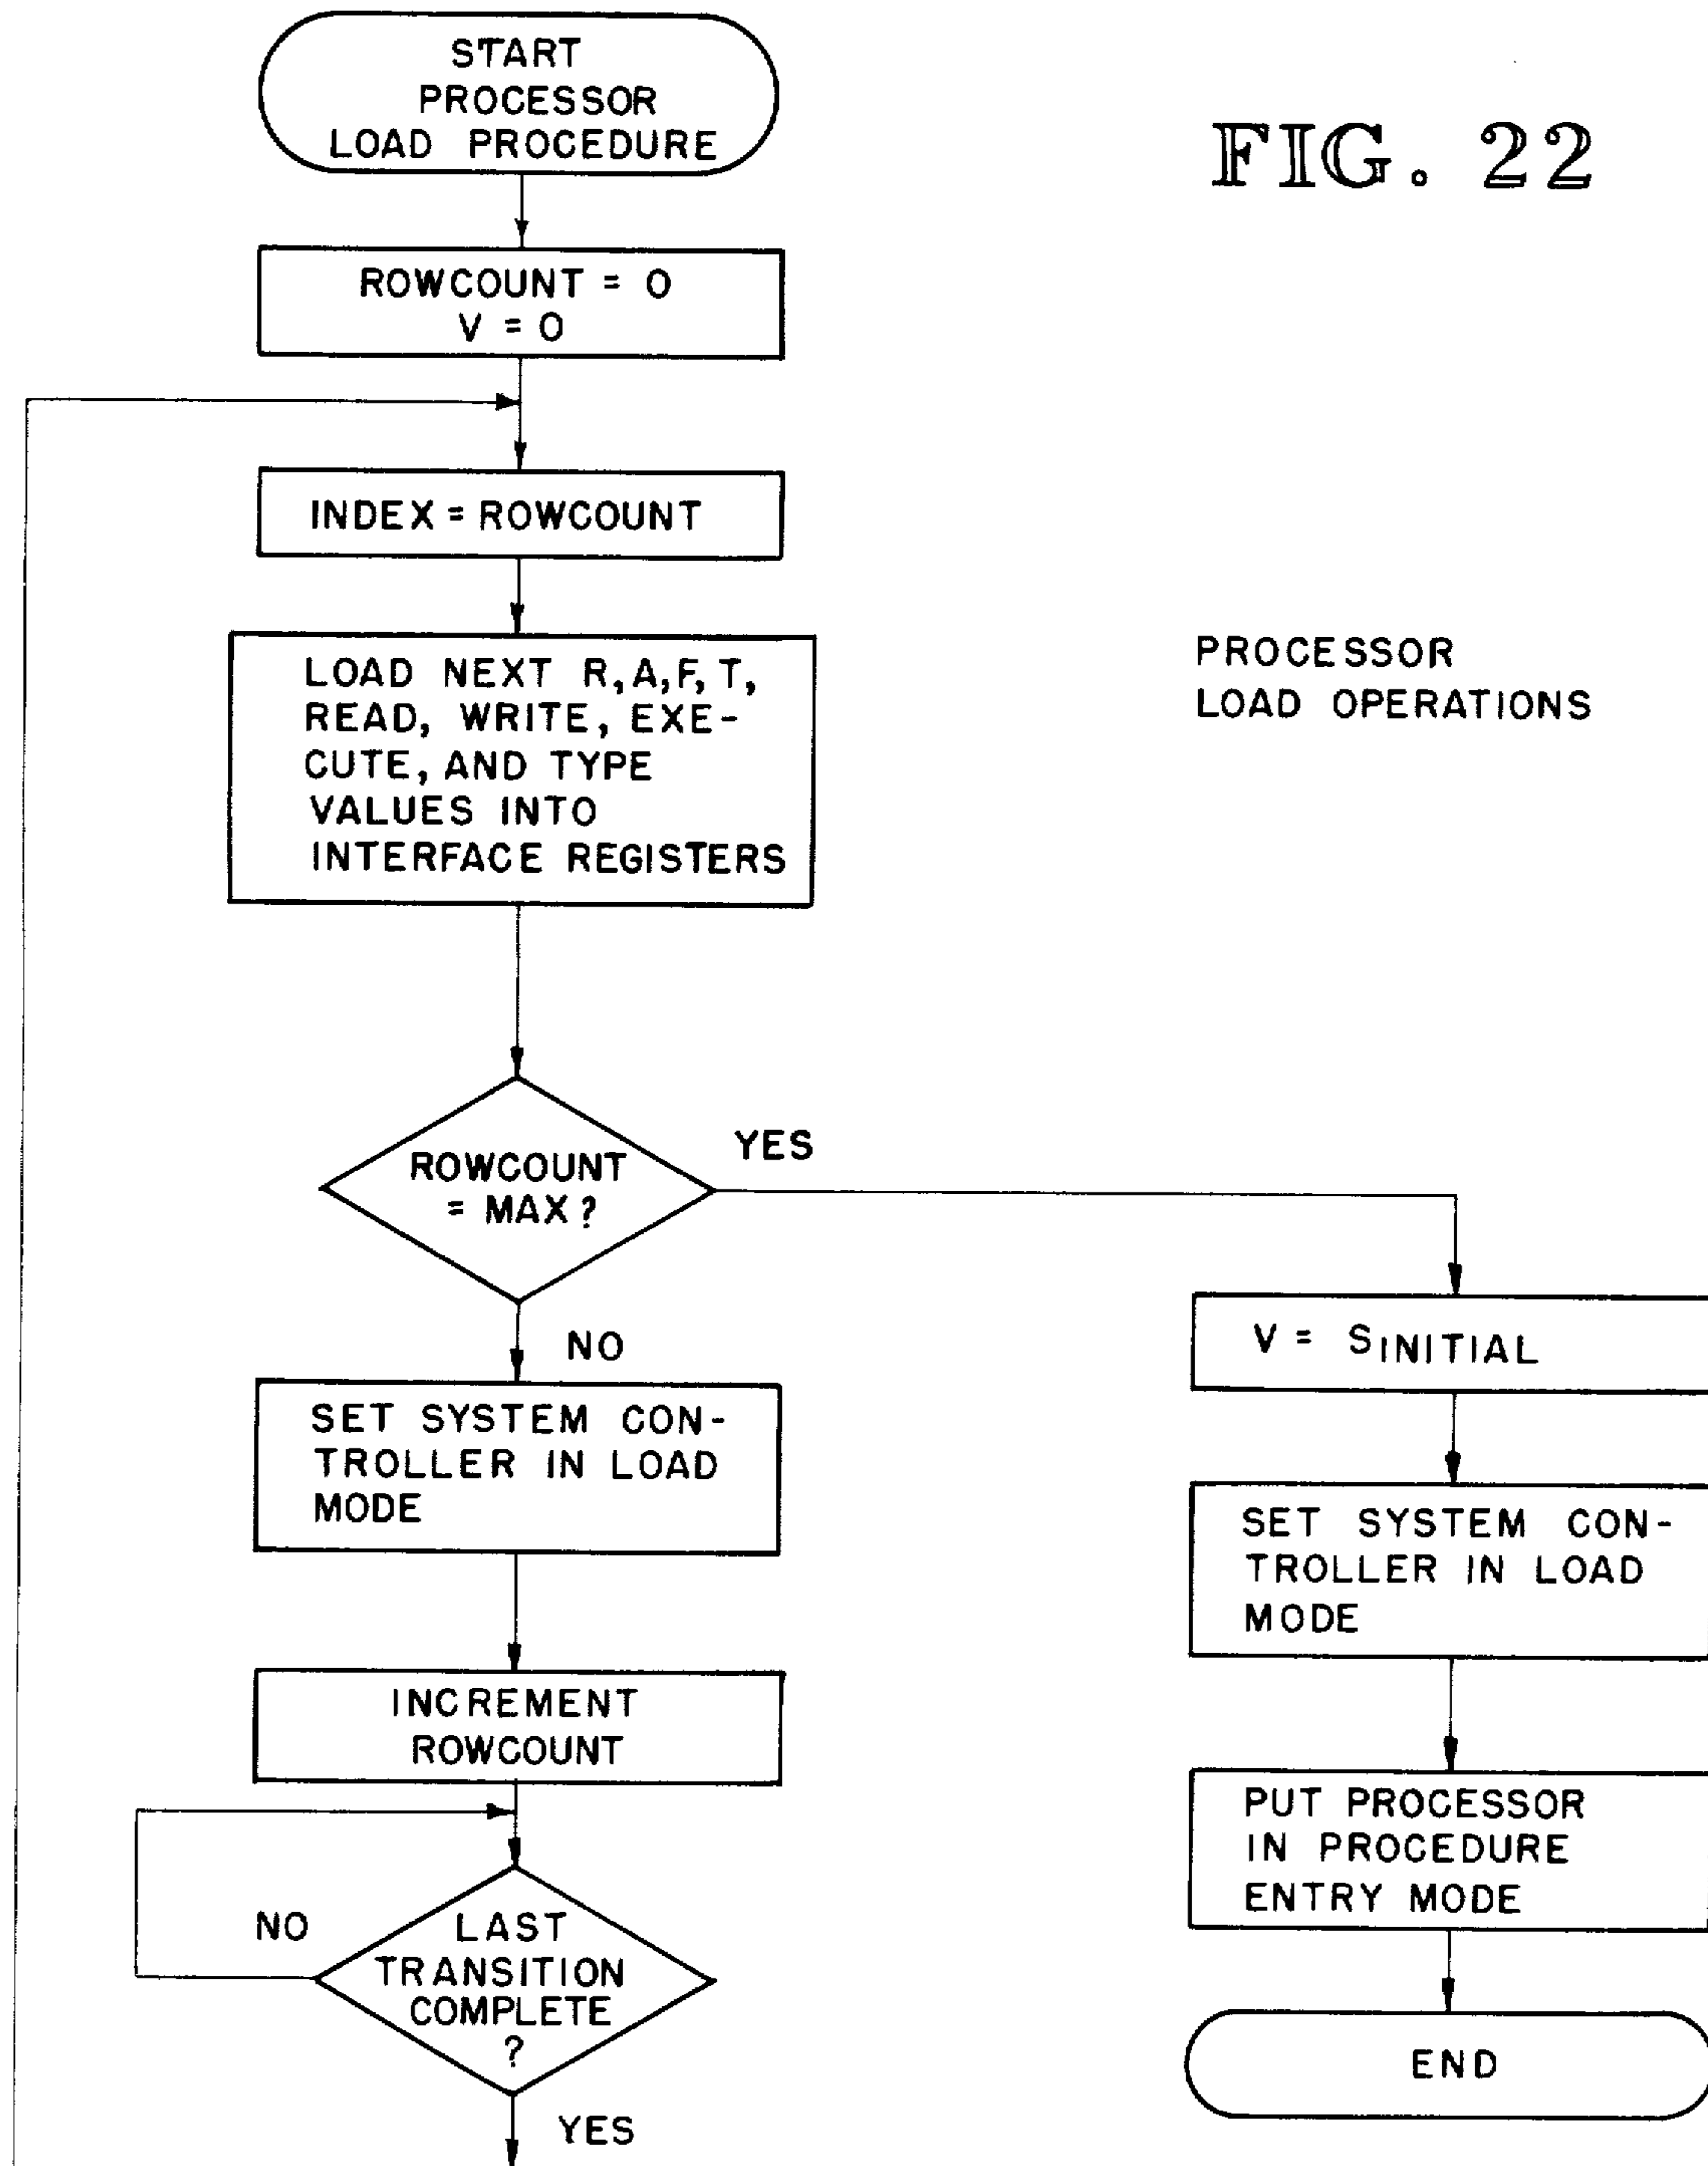 START
PROCESSOR
LOAD PROCEDURE
FIG. 22
ROWCOUNT = 0
V = 0
INDEX = ROWCOUNT
LOAD NEXT R, A, F, T,
READ, WRITE, EXE-
CUTE, AND TYPE
VALUES INTO
INTERFACE REGISTERS
PROCESSOR
LOAD OPERATIONS
ROWCOUNT
= MAX ?
YES
NO
SET SYSTEM CON-
TROLLER IN LOAD
MODE
INCREMENT
ROWCOUNT
NO
LAST
TRANSITION
COMPLETE
?
YES
V = SINITIAL
SET SYSTEM CON-
TROLLER IN LOAD
MODE
PUT PROCESSOR
IN PROCEDURE
ENTRY MODE
END